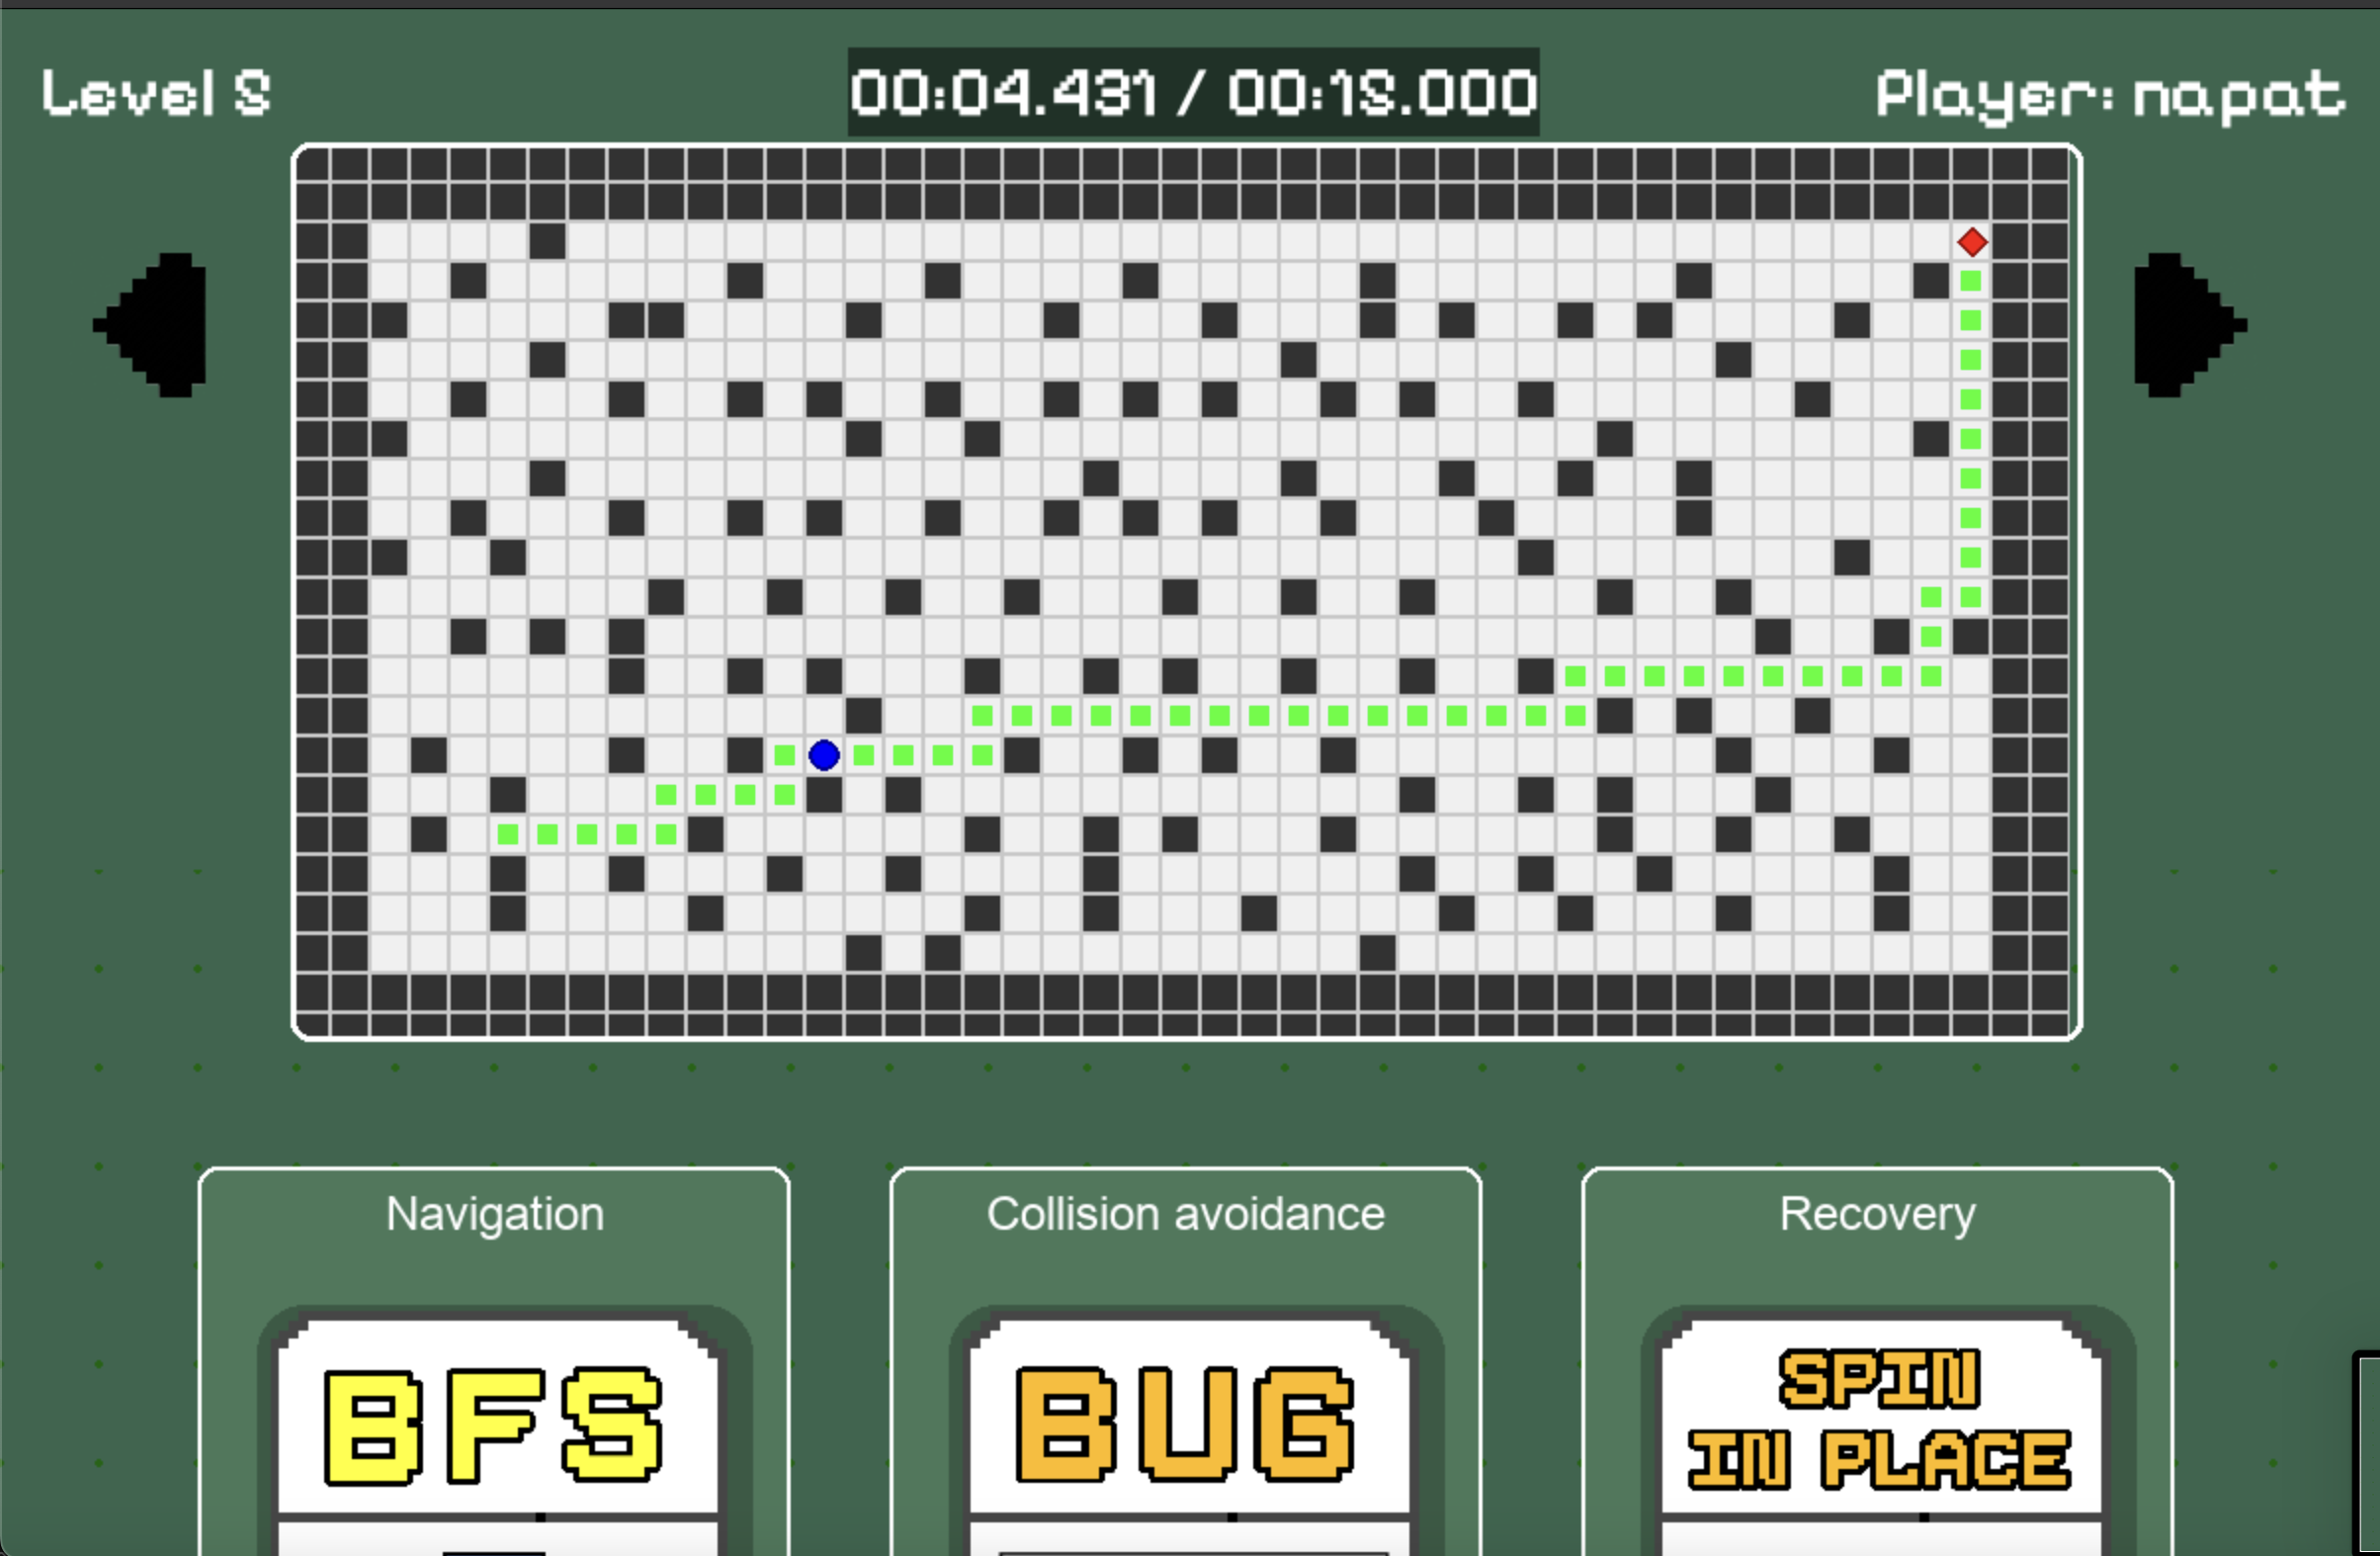 Level 8
00:04.431 / 00:18.000
Player: napat
Navigation
Collision avoidance
Recovery
BFS
BUG
SPIN
IN PLACE